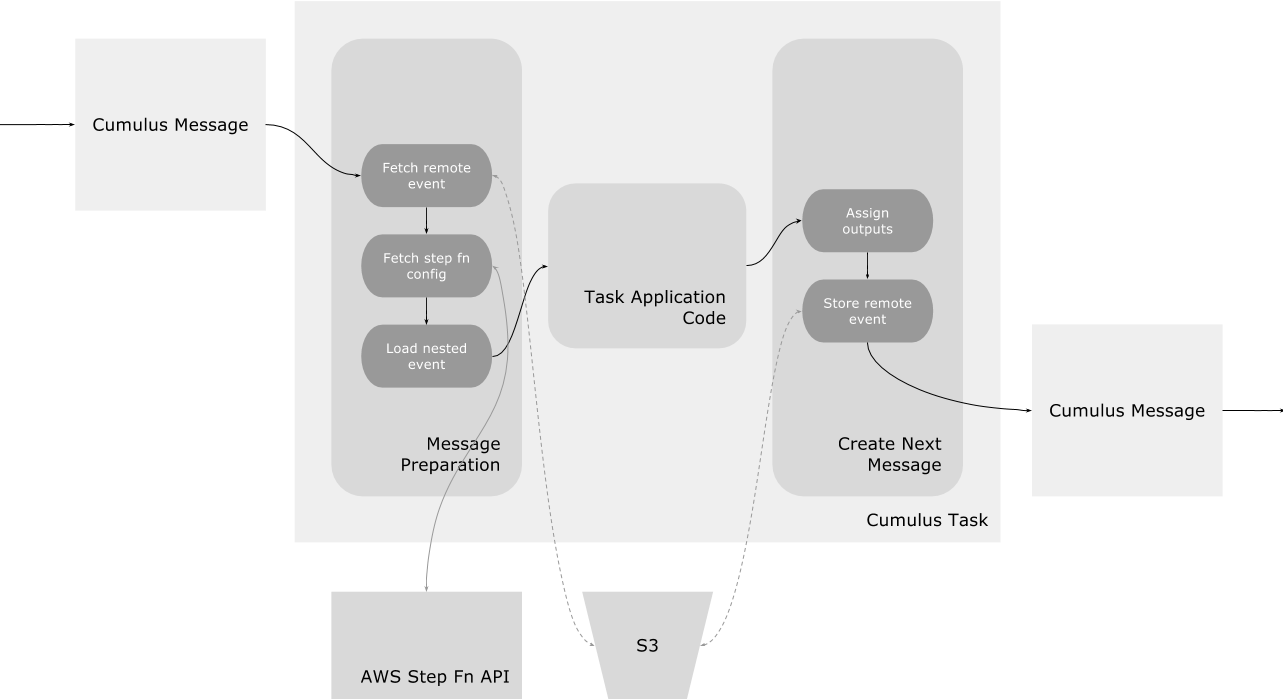 Cumulus Message
Fetch remote
event
Fetch step fn
config
Load nested
event
Message
Preparation
Task Application
Code
Assign
outputs
Store remote
event
Create Next
Message
Cumulus Task
Cumulus Message
AWS Step Fn API
S3